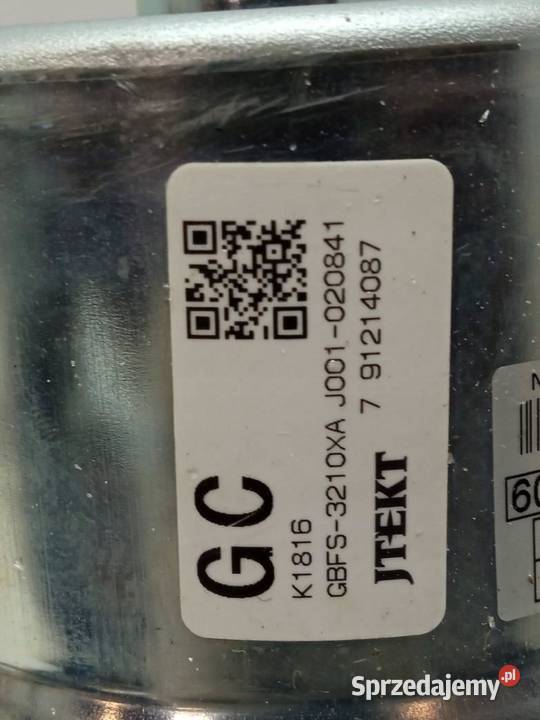 GC
K1816
GBFS-3210XA J001-020841
JTEKT 7 91214087
N
60
Sprzedajemy.pl